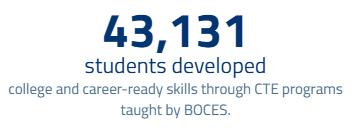 43,131
students developed
college and career-ready skills through CTE programs
taught by BOCES.